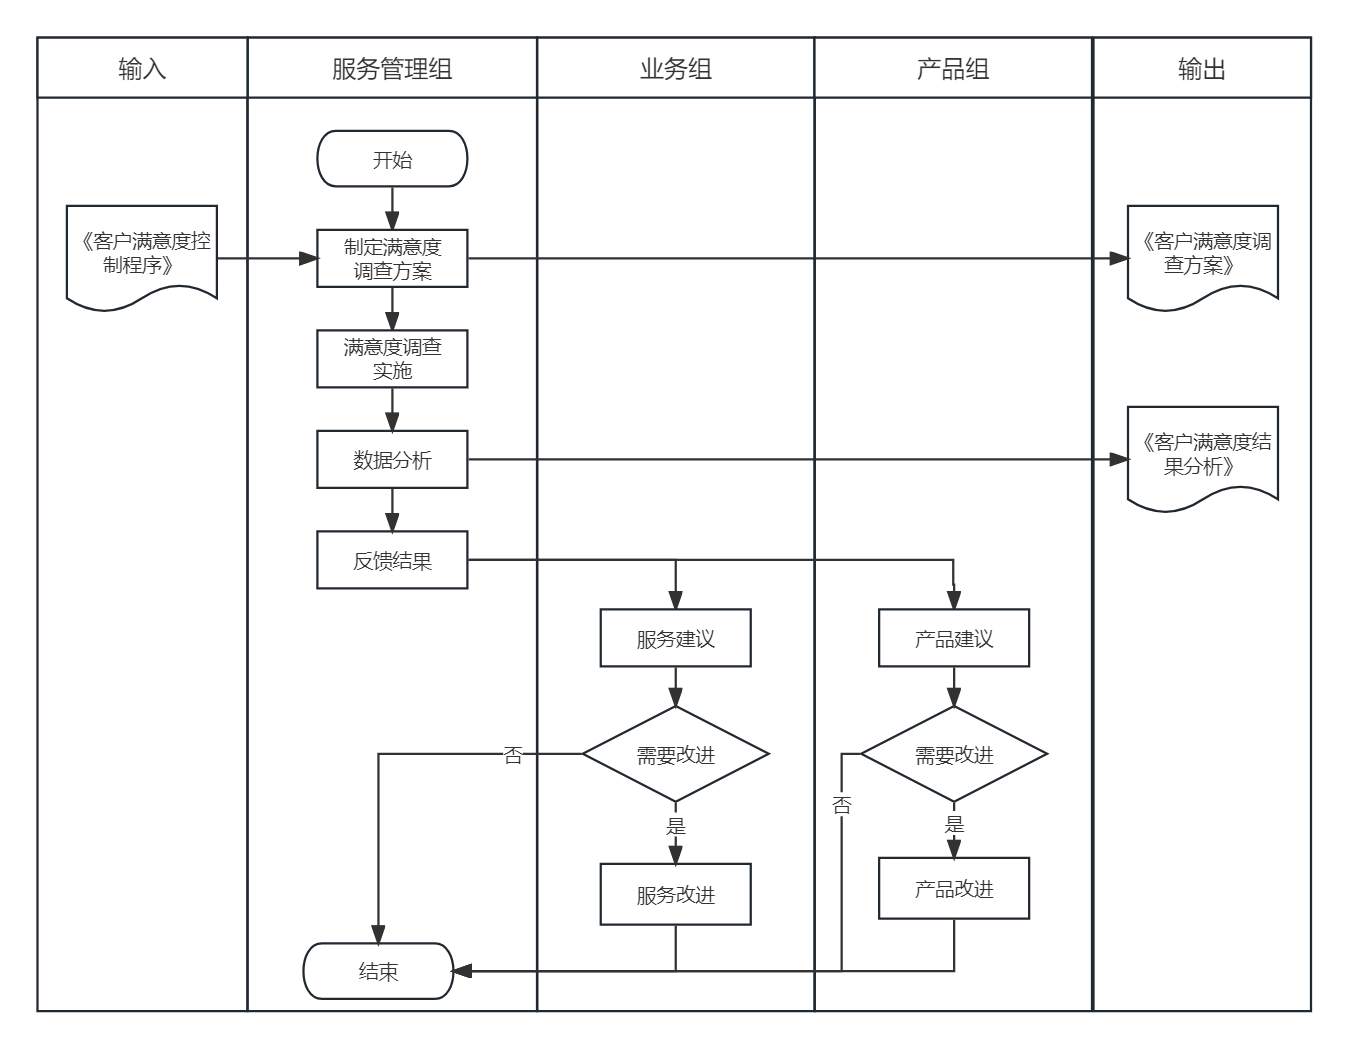 输入
服务管理组
业务组
产品组
输出
开始
《客户满意度控
制程序》
制定满意度
调查方案
《客户满意度调
查方案》
满意度调查
实施
数据分析
《客户满意度结
果分析》
反馈结果
服务建议
产品建议
否
需要改进
需要改进
否
是
是
服务改进
产品改进
结束